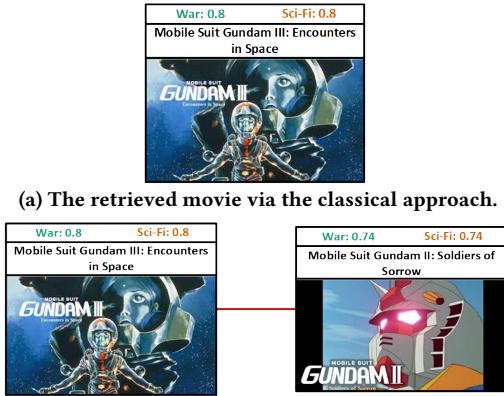 War: 0.8 Sci-Fi: 0.8
Mobile Suit Gundam III: Encounters
in Space
MOBILE SUIT
GUNDAM III
Encounters in Space
(a) The retrieved movie via the classical approach.
War: 0.8 Sci-Fi: 0.8
Mobile Suit Gundam III: Encounters
in Space
MOBILE SUIT
GUNDAM III
Encounters in Space
War: 0.74 Sci-Fi: 0.74
Mobile Suit Gundam II: Soldiers of
Sorrow
MOBILE SUIT
GUNDAM II
Soldiers of Sorrow